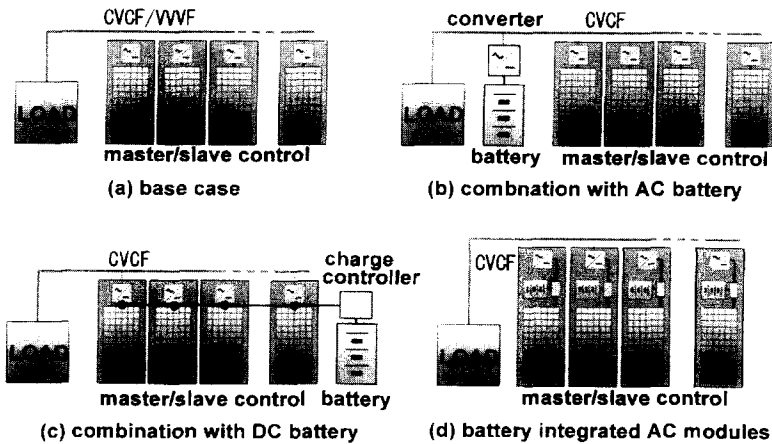 CVCF/VVVF
LOAD
master/slave control
(a) base case
converter
CVCF
LOAD
battery
master/slave control
(b) combnation with AC battery
CVCF
charge
controller
LOAD
master/slave control
battery
(c) combination with DC battery
CVCF
LOAD
master/slave control
(d) battery integrated AC modules